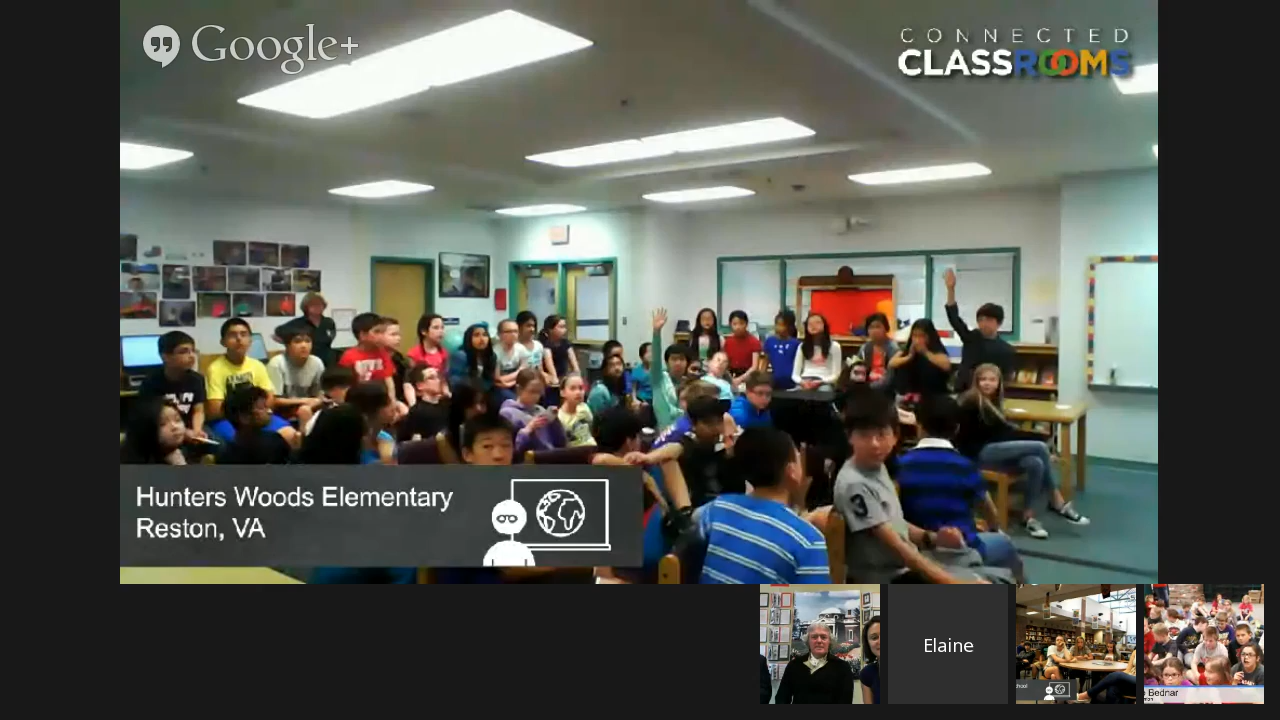 Google+
CONNECTED
CLASSROOMS
Hunters Woods Elementary
Reston, VA
Elaine
Bednar